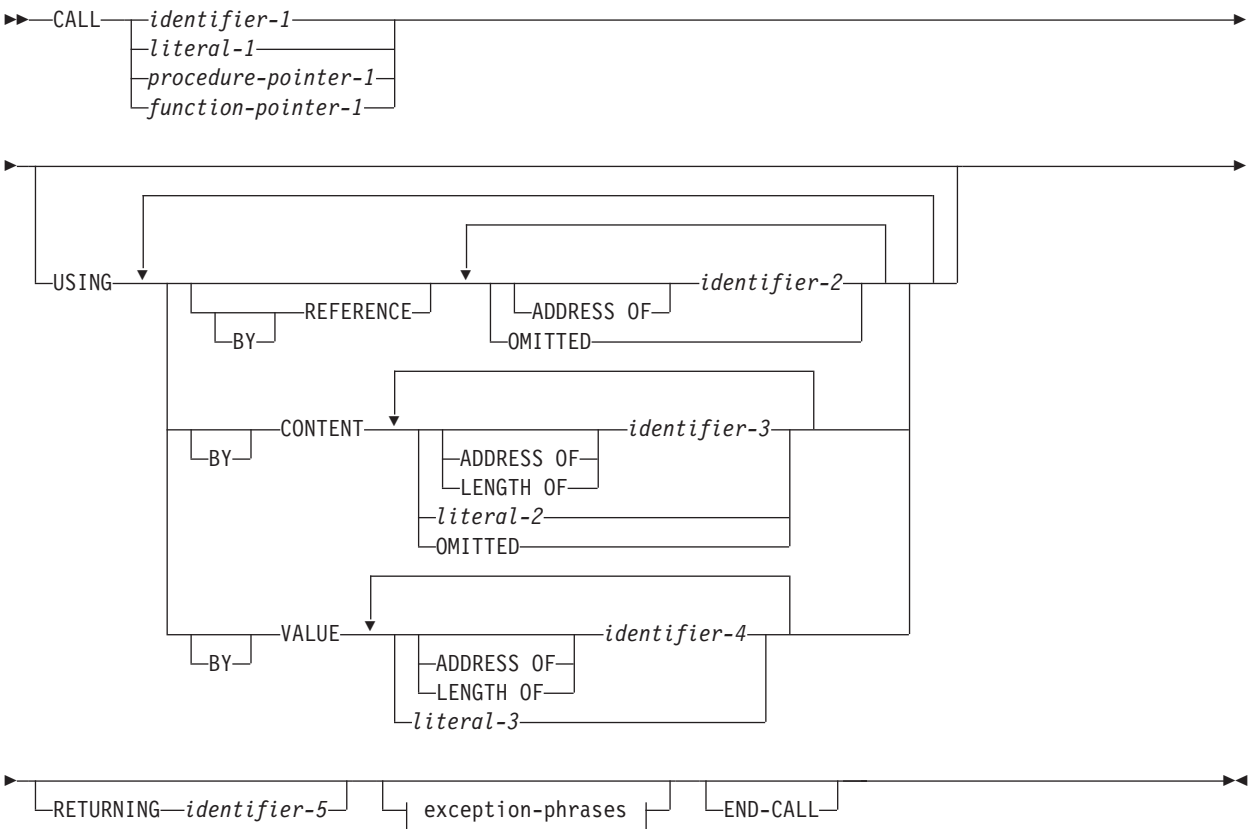 CALL identifier-1
literal-1
procedure-pointer-1
function-pointer-1
USING identifier-2
REFERENCE ADDRESS OF
BY OMITTED
CONTENT identifier-3
BY ADDRESS OF
LENGTH OF
literal-2
OMITTED
VALUE identifier-4
BY ADDRESS OF
LENGTH OF
literal-3
RETURNING identifier-5 exception-phrases END-CALL